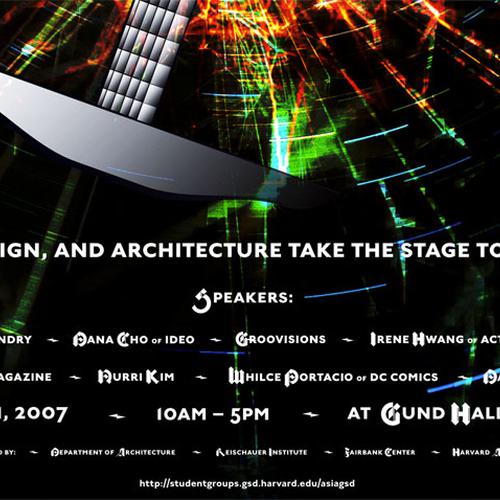 IGN, AND ARCHITECTURE TAKE THE STAGE TO
SPEAKERS:
NDRY ~ DANA CHO OF IDEO ~ GROOVISIONS ~ IRENE HWANG OF ACT
AGAZINE ~ NURRI KIM ~ WHILCE PORTACIO OF DC COMICS ~
, 2007 ~ 10AM – 5PM ~ AT GUND HALL
D BY: ~ DEPARTMENT OF ARCHITECTURE ~ REISCHAUER INSTITUTE ~ FAIRBANK CENTER ~ HARVARD
http://studentgroups.gsd.harvard.edu/asiagsd